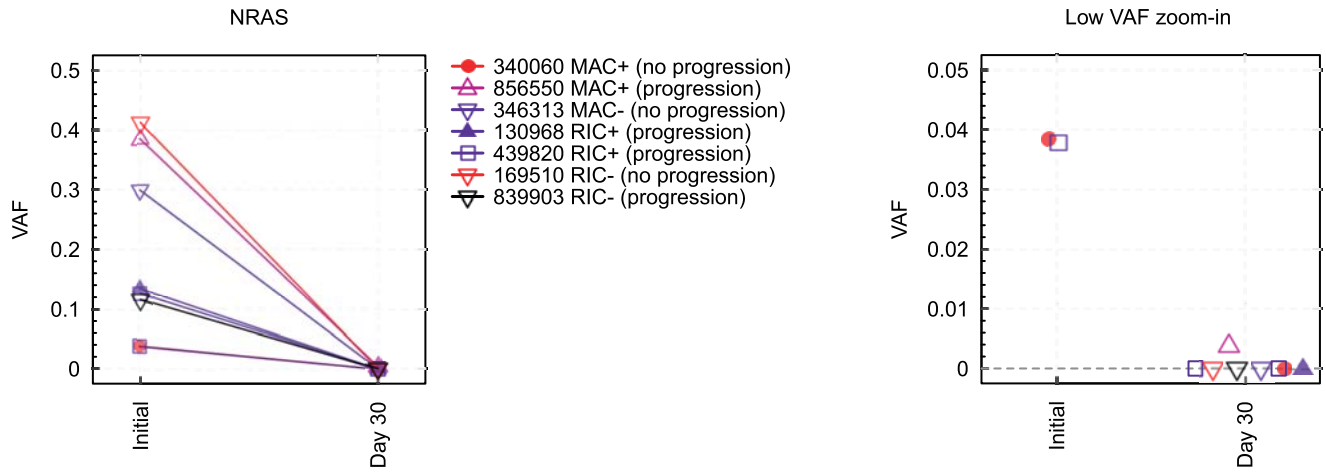 NRAS
VAF
0.5
0.4
0.3
0.2
0.1
0
Initial
Day 30
340060 MAC+ (no progression)
856550 MAC+ (progression)
346313 MAC- (no progression)
130968 RIC+ (progression)
439820 RIC+ (progression)
169510 RIC- (no progression)
839903 RIC- (progression)
Low VAF zoom-in
VAF
0.05
0.04
0.03
0.02
0.01
0
Initial
Day 30